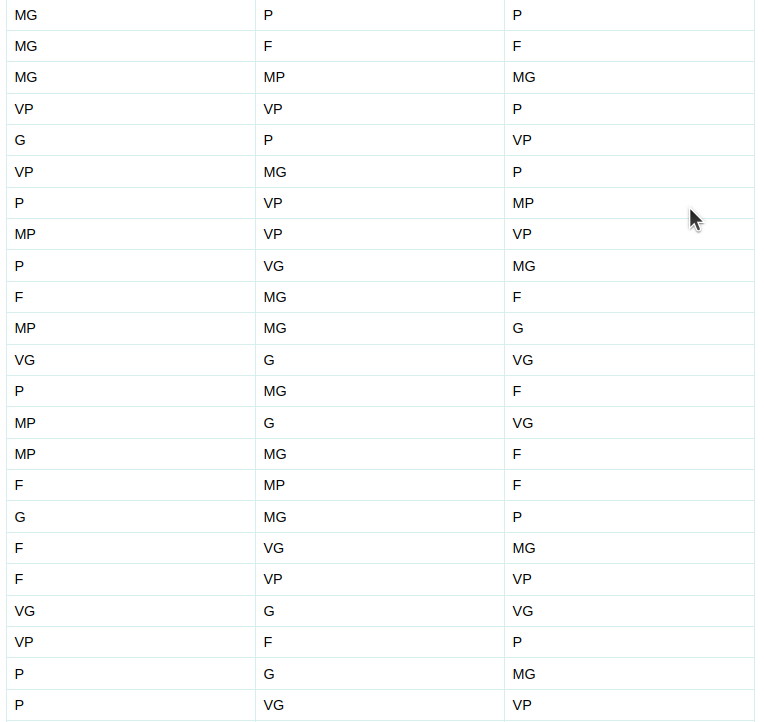 MG P P
MG F F
MG MP MG
VP VP P
G P VP
VP MG P
P VP MP
MP VP VP
P VG MG
F MG F
MP MG G
VG G VG
P MG F
MP G VG
MP MG F
F MP F
G MG P
F VG MG
F VP VP
VG G VG
VP F P
P G MG
P VG VP